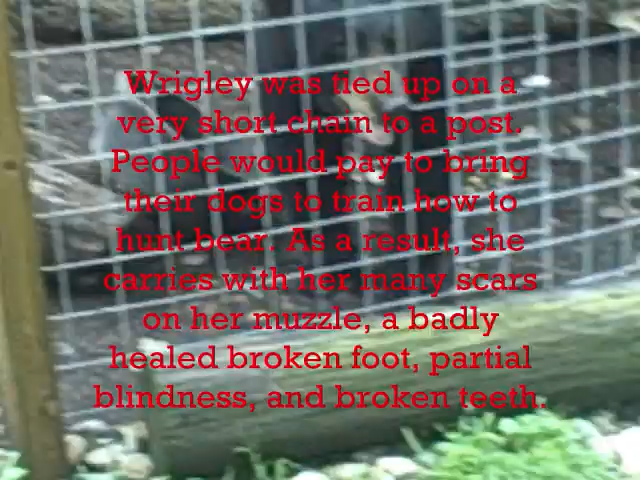 Wrigley was tied up on a
very short chain to a post.
People would pay to bring
their dogs to train how to
hunt bear. As a result, she
carries with her many scars
on her muzzle, a badly
healed broken foot, partial
blindness, and broken teeth.